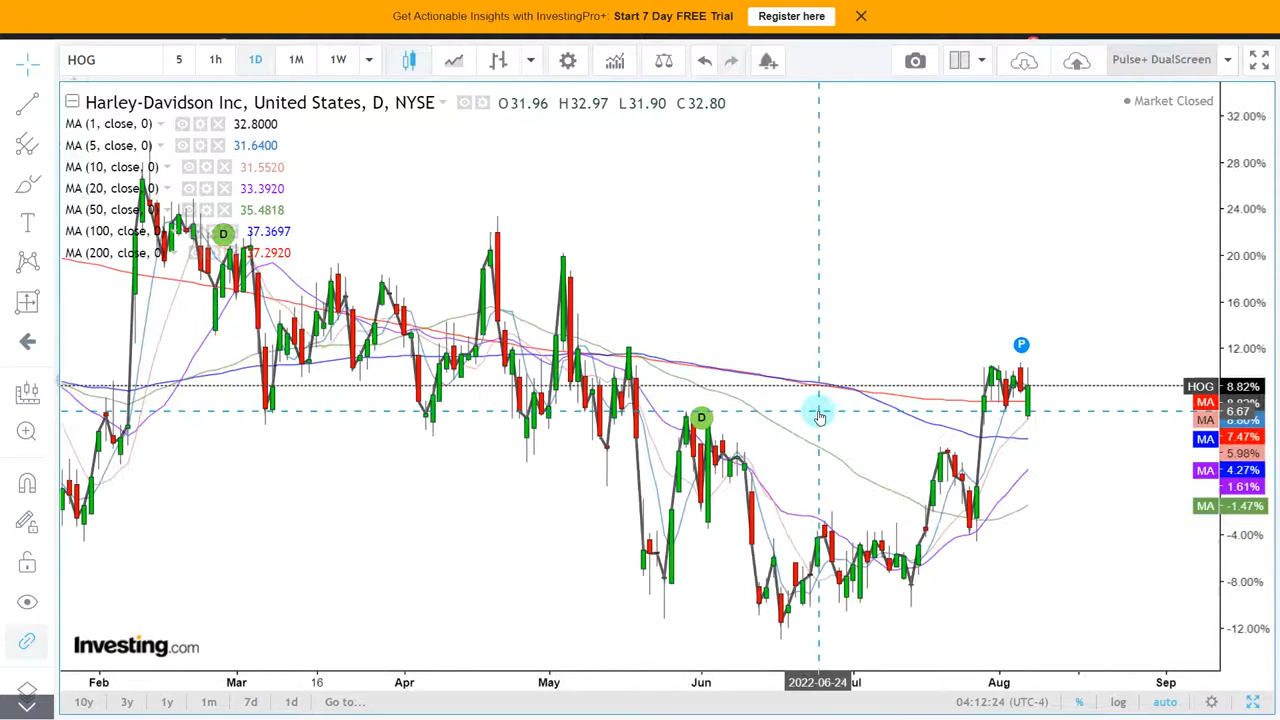 Get Actionable Insights with InvestingPro+: Start 7 Day FREE Trial Register here
HOG 5 1h 1D 1M 1W Pulse+ DualScreen
Harley-Davidson Inc, United States, D, NYSE O31.96 H32.97 L31.90 C32.80 Market Closed
MA (1, close, 0) 32.8000
MA (5, close, 0) 31.6400
MA (10, close, 0) 31.5520
MA (20, close, 0) 33.3920
MA (50, close, 0) 35.4818
MA (100, close, 0) 37.3697
MA (200, close, 0) 37.2920
D
D
P
32.00%
28.00%
24.00%
20.00%
16.00%
12.00%
HOG 8.82%
MA
6.67
MA
7.47%
MA
5.98%
MA 4.27%
1.61%
MA -1.47%
-4.00%
-8.00%
-12.00%
Investing.com
Feb Mar 16 Apr May Jun 2022-06-24 Aug Sep
10y 3y 1y 1m 7d 1d Go to... 04:12:24 (UTC-4) % log auto